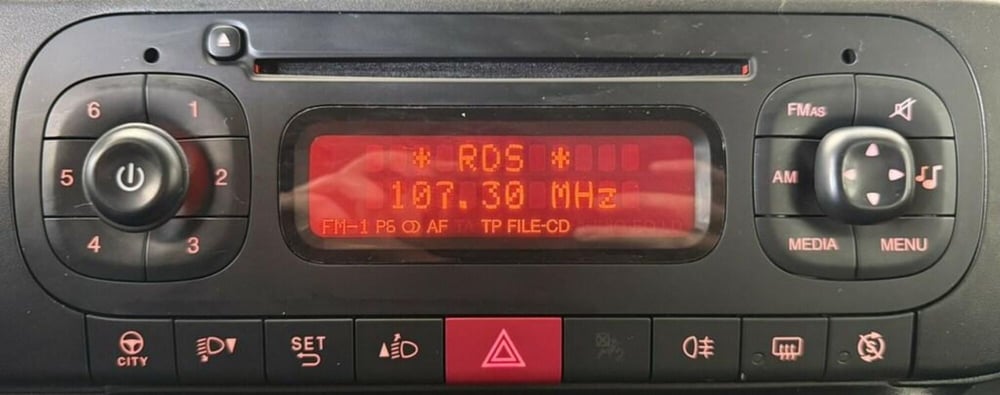 6 1
5 2
4 3
* RDS *
107.30 MHz
FM-1 P6 AF TP FILE-CD
FMAS
AM
MEDIA MENU
CITY
SET